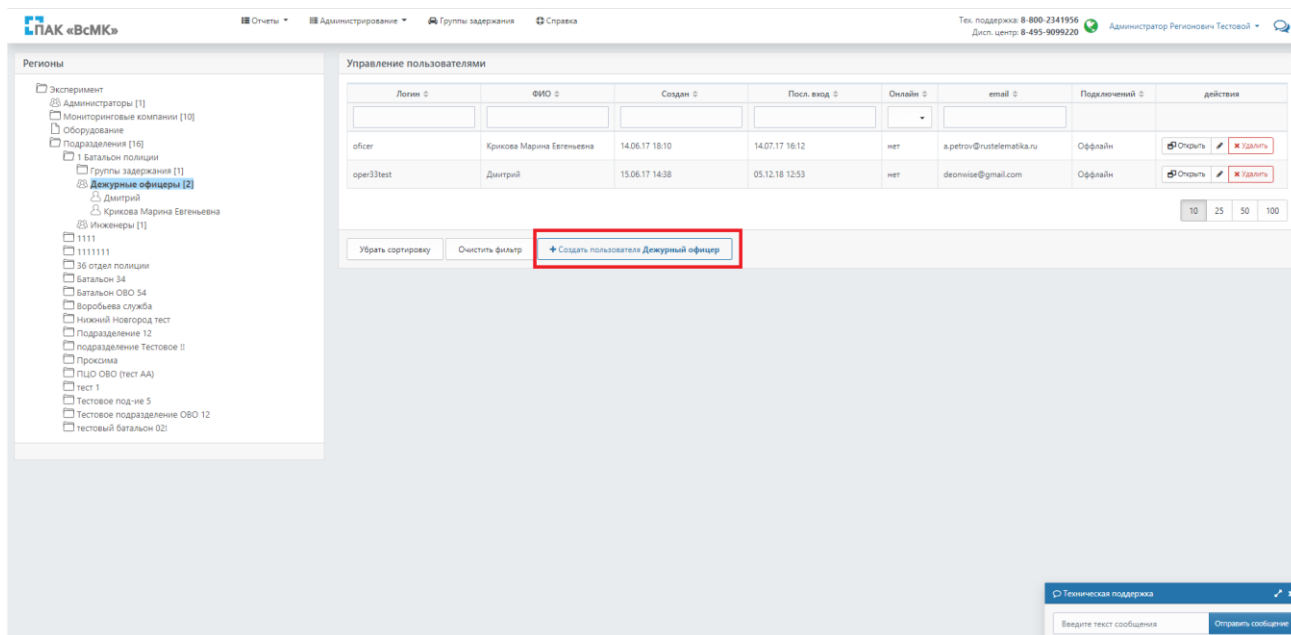 ПАК «ВсМК»
Отчеты
Администрирование
Группы задержания
Справка
Тех. поддержка: 8-800-2341956
Дисп. центр: 8-495-9099220
Администратор Регионович Тестовой
Регионы
Эксперимент
Администраторы [1]
Мониторинговые компании [10]
Оборудование
Подразделения [16]
1 Батальон полиции
Группы задержания [1]
Дежурные офицеры [2]
Дмитрий
Крикова Марина Евгеньевна
Инженеры [1]
1111
1111111
36 отдел полиции
Батальон 34
Батальон ОВО 54
Воробьева служба
Нижний Новгород тест
Подразделение 12
подразделение Тестовое !!
Проксима
ПЦО ОВО (тест АА)
тест 1
Тестовое под-ие 5
Тестовое подразделение ОВО 12
тестовый батальон 02!
Управление пользователями
Логин ФИО Создан Посл. вход Онлайн email Подключений действия
oficer Крикова Марина Евгеньевна 14.06.17 18:10 14.07.17 16:12 нет a.petrov@rustelematika.ru Оффлайн Открыть Удалить
oper33test Дмитрий 15.06.17 14:38 05.12.18 12:53 нет deonwise@gmail.com Оффлайн Открыть Удалить
10 25 50 100
Убрать сортировку
Очистить фильтр
+ Создать пользователя Дежурный офицер
Техническая поддержка
Введите текст сообщения
Отправить сообщение